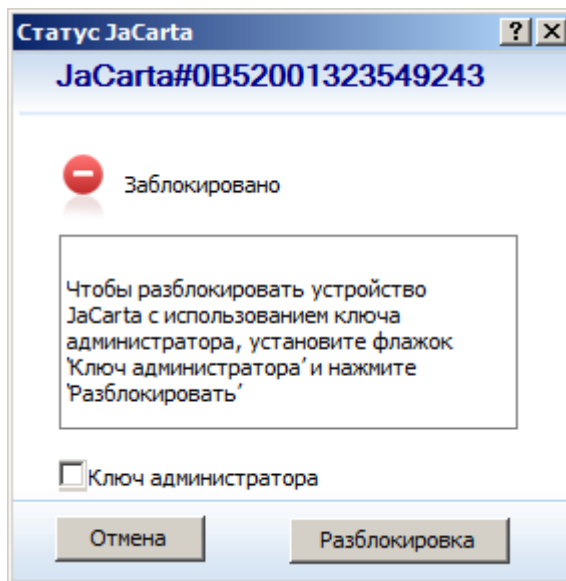 Статус JaCarta
JaCarta#0B52001323549243
Заблокировано
Чтобы разблокировать устройство
JaCarta с использованием ключа
администратора, установите флажок
'Ключ администратора' и нажмите
'Разблокировать'
Ключ администратора
Отмена
Разблокировка